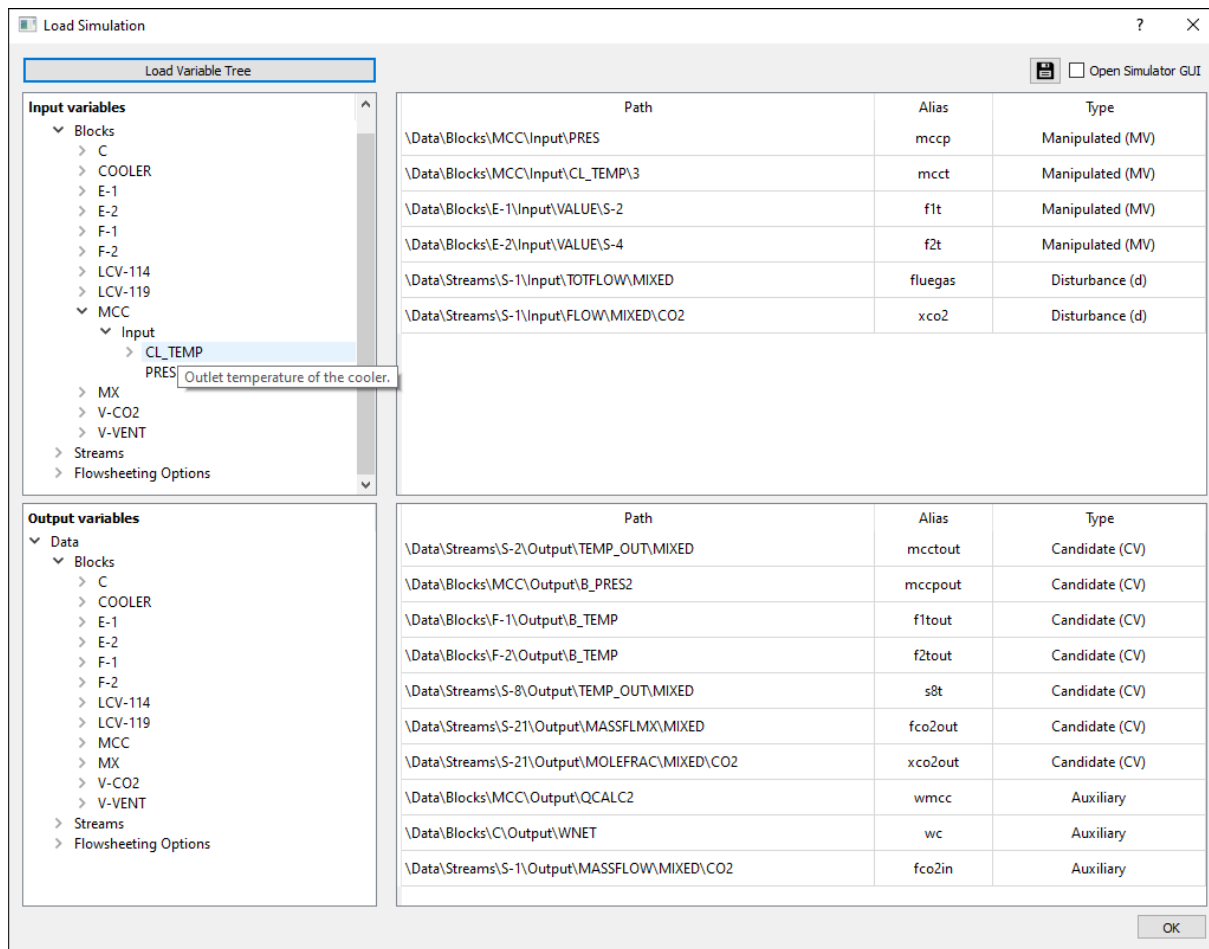 Load Simulation
Load Variable Tree
Open Simulator GUI
Input variables
Blocks
C
COOLER
E-1
E-2
F-1
F-2
LCV-114
LCV-119
MCC
Input
CL_TEMP
PRES
Outlet temperature of the cooler.
MX
V-CO2
V-VENT
Streams
Flowsheeting Options
Path Alias Type
\Data\Blocks\MCC\Input\PRES mccp Manipulated (MV)
\Data\Blocks\MCC\Input\CL_TEMP\3 mcct Manipulated (MV)
\Data\Blocks\E-1\Input\VALUE\S-2 f1t Manipulated (MV)
\Data\Blocks\E-2\Input\VALUE\S-4 f2t Manipulated (MV)
\Data\Streams\S-1\Input\TOTFLOW\MIXED fluegas Disturbance (d)
\Data\Streams\S-1\Input\FLOW\MIXED\CO2 xco2 Disturbance (d)
Output variables
Data
Blocks
C
COOLER
E-1
E-2
F-1
F-2
LCV-114
LCV-119
MCC
MX
V-CO2
V-VENT
Streams
Flowsheeting Options
Path Alias Type
\Data\Streams\S-2\Output\TEMP_OUT\MIXED mcctout Candidate (CV)
\Data\Blocks\MCC\Output\B_PRES2 mccpout Candidate (CV)
\Data\Blocks\F-1\Output\B_TEMP f1tout Candidate (CV)
\Data\Blocks\F-2\Output\B_TEMP f2tout Candidate (CV)
\Data\Streams\S-8\Output\TEMP_OUT\MIXED s8t Candidate (CV)
\Data\Streams\S-21\Output\MASSFLMX\MIXED fco2out Candidate (CV)
\Data\Streams\S-21\Output\MOLEFRAC\MIXED\CO2 xco2out Candidate (CV)
\Data\Blocks\MCC\Output\QCALC2 wmcc Auxiliary
\Data\Blocks\C\Output\WNET wc Auxiliary
\Data\Streams\S-1\Output\MASSFLOW\MIXED\CO2 fco2in Auxiliary
OK